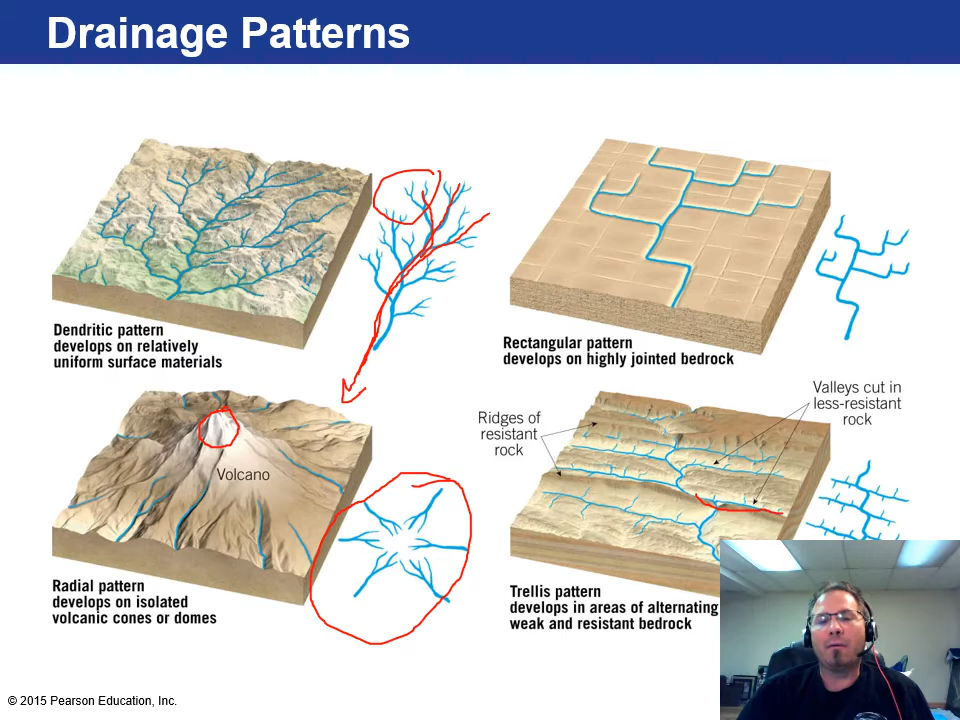 Drainage Patterns
Dendritic pattern
develops on relatively
uniform surface materials
Rectangular pattern
develops on highly jointed bedrock
Volcano
Radial pattern
develops on isolated
volcanic cones or domes
Ridges of
resistant
rock
Valleys cut in
less-resistant
rock
Trellis pattern
develops in areas of alternating
weak and resistant bedrock
© 2015 Pearson Education, Inc.